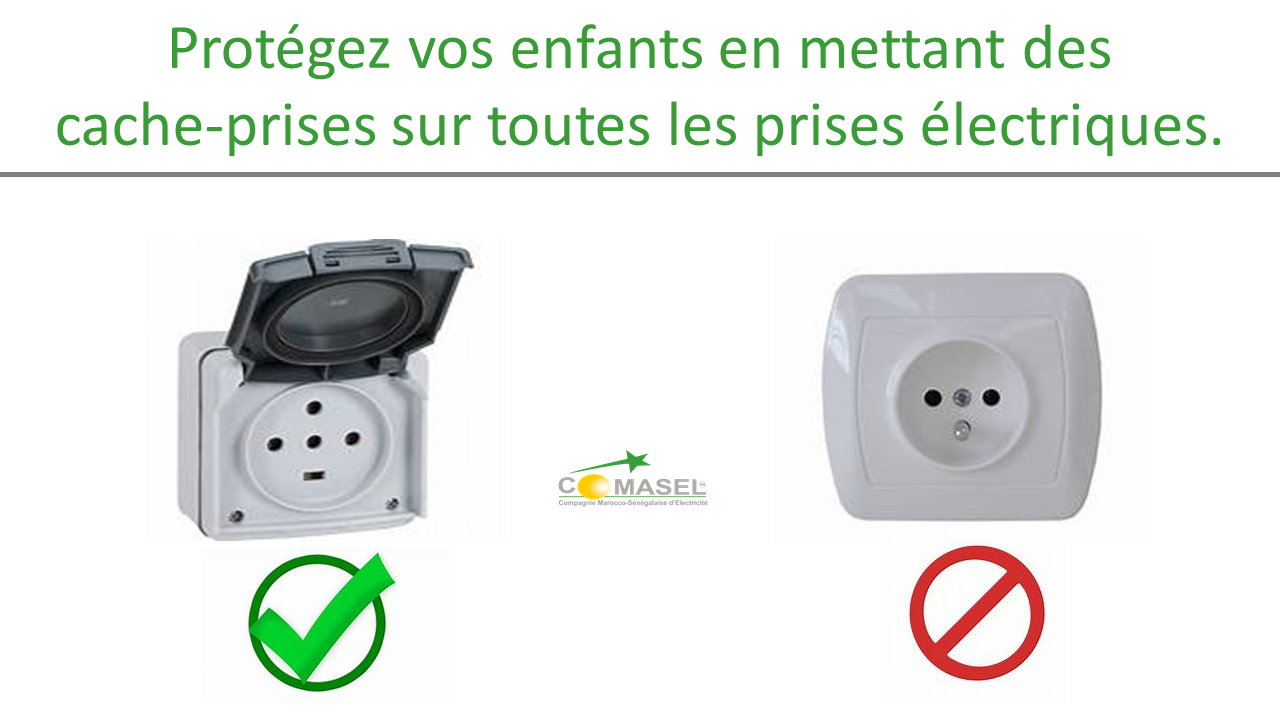 Protégez vos enfants en mettant des
cache-prises sur toutes les prises électriques.
COMASEL
Compagnie Marocco-Sénégalaise d'Electricité